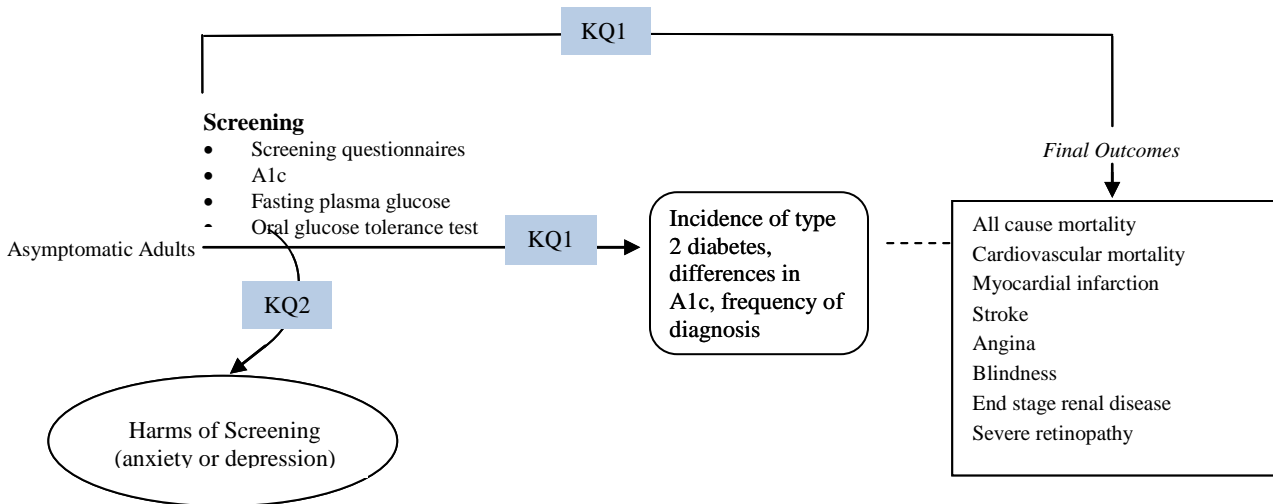 KQ1
Screening
• Screening questionnaires
• A1c
• Fasting plasma glucose
• Oral glucose tolerance test
Asymptomatic Adults
KQ1
KQ2
Harms of Screening
(anxiety or depression)
Incidence of type
2 diabetes,
differences in
A1c, frequency of
diagnosis
Final Outcomes
All cause mortality
Cardiovascular mortality
Myocardial infarction
Stroke
Angina
Blindness
End stage renal disease
Severe retinopathy